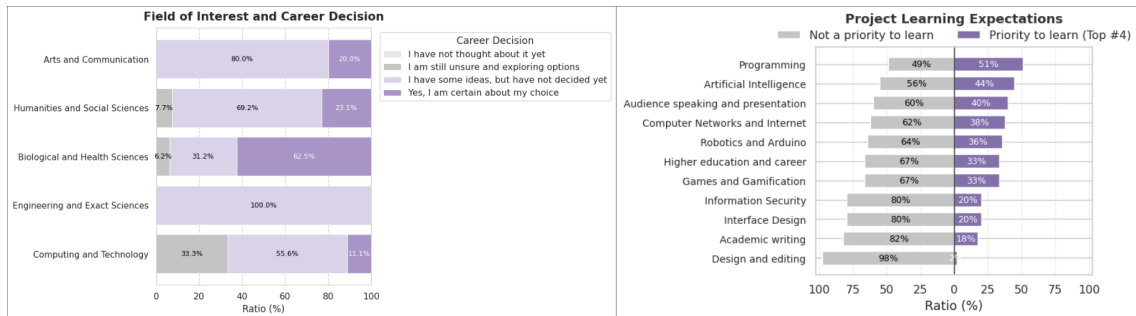 Field of Interest and Career Decision
Career Decision
I have not thought about it yet
I am still unsure and exploring options
I have some ideas, but have not decided yet
Yes, I am certain about my choice
Arts and Communication
80.0%
20.0%
Humanities and Social Sciences
7.7%
69.2%
23.1%
Biological and Health Sciences
6.2%
31.2%
62.5%
Engineering and Exact Sciences
100.0%
Computing and Technology
33.3%
55.6%
11.1%
0 20 40 60 80 100
Ratio (%)
Project Learning Expectations
Not a priority to learn Priority to learn (Top #4)
Programming 49% 51%
Artificial Intelligence 56% 44%
Audience speaking and presentation 60% 40%
Computer Networks and Internet 62% 38%
Robotics and Arduino 64% 36%
Higher education and career 67% 33%
Games and Gamification 67% 33%
Information Security 80% 20%
Interface Design 80% 20%
Academic writing 82% 18%
Design and editing 98%
100 75 50 25 0 25 50 75 100
Ratio (%)